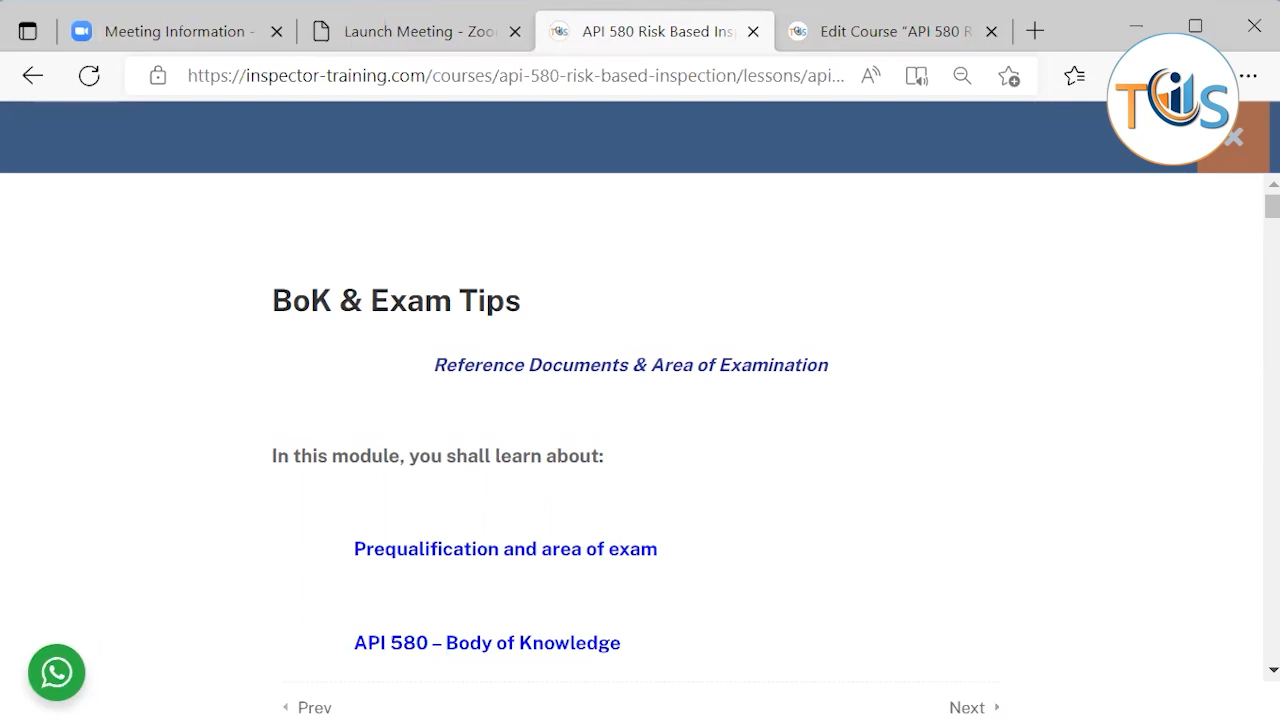 Meeting Information -
Launch Meeting - Zoo
API 580 Risk Based Ins
Edit Course “API 580 R
https://inspector-training.com/courses/api-580-risk-based-inspection/lessons/api...
TIS
BoK & Exam Tips
Reference Documents & Area of Examination
In this module, you shall learn about:
Prequalification and area of exam
API 580 – Body of Knowledge
Prev
Next